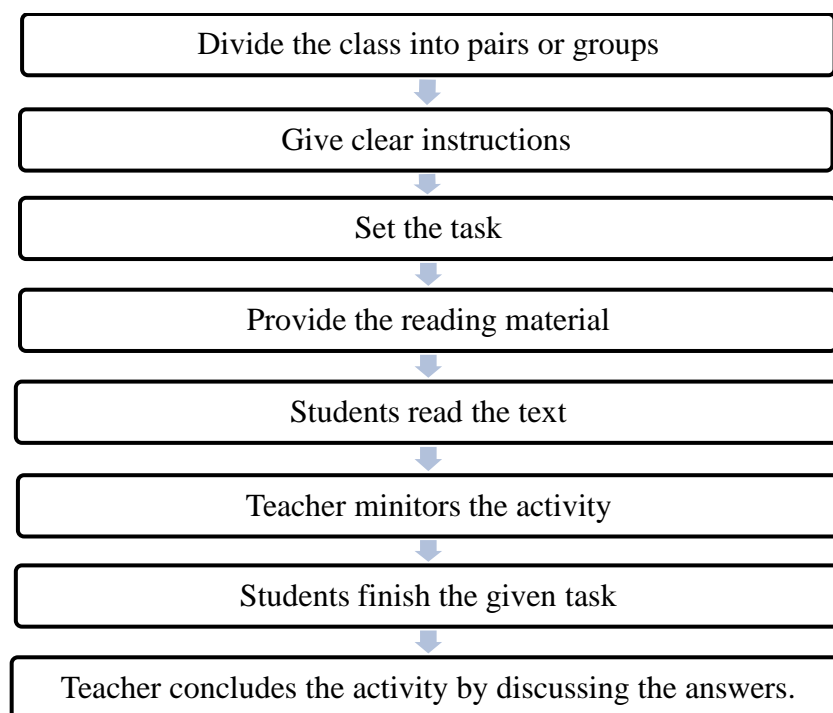 Divide the class into pairs or groups
Give clear instructions
Set the task
Provide the reading material
Students read the text
Teacher minitors the activity
Students finish the given task
Teacher concludes the activity by discussing the answers.